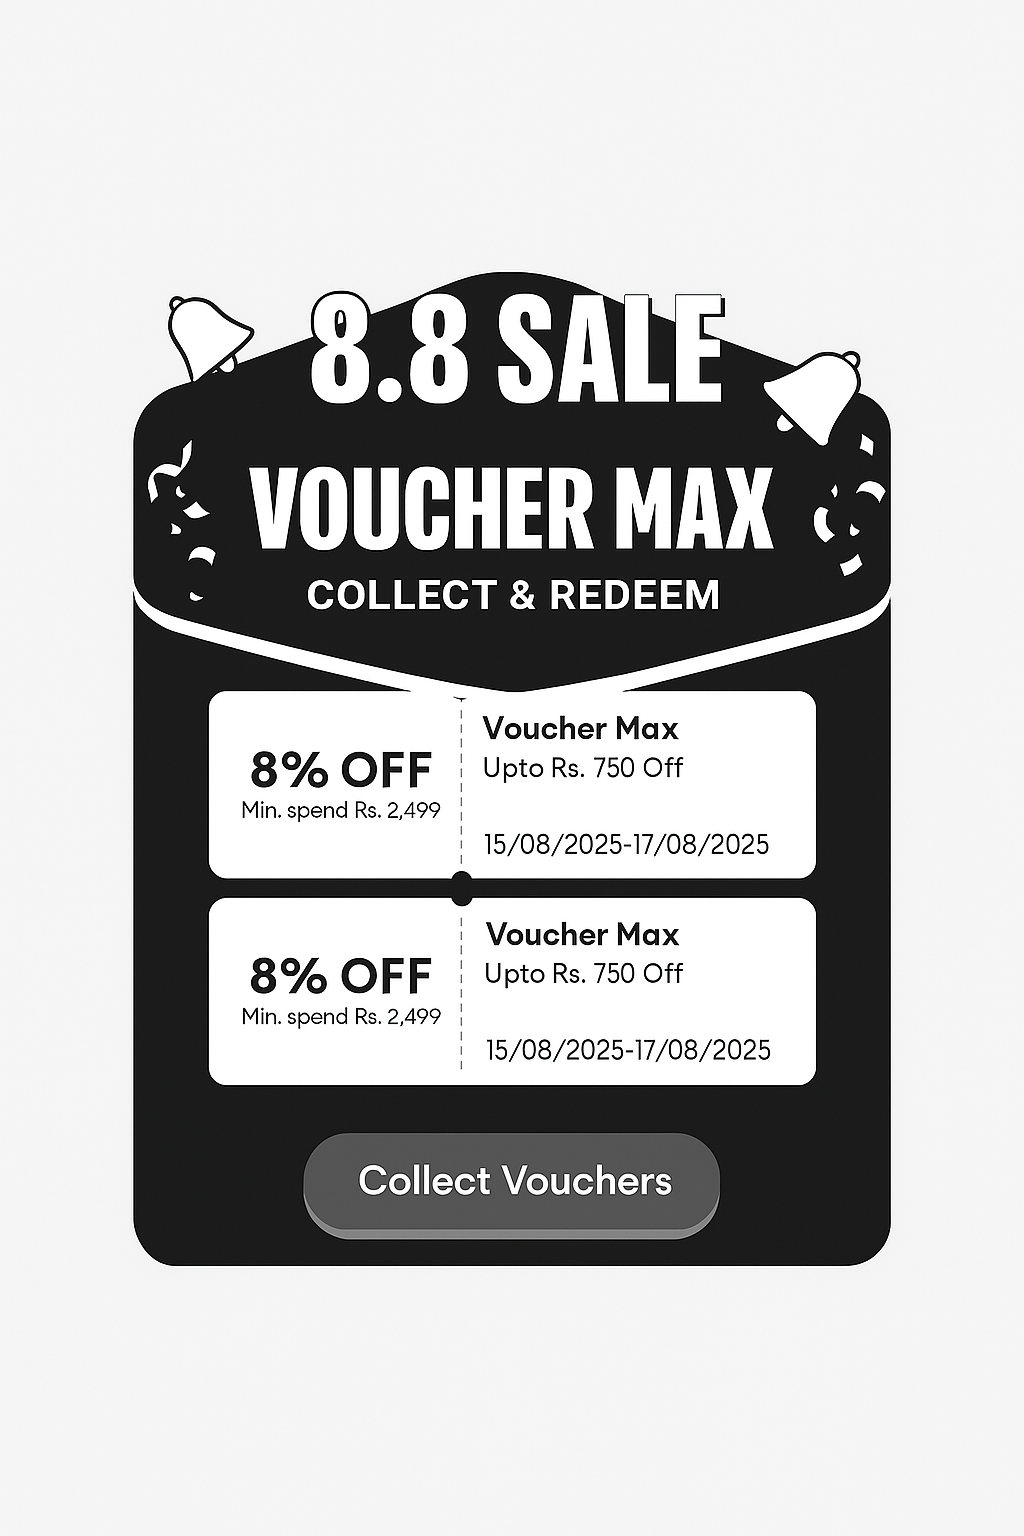 8.8 SALE
VOUCHER MAX
COLLECT & REDEEM
8% OFF
Min. spend Rs. 2,499
Voucher Max
Upto Rs. 750 Off
15/08/2025-17/08/2025
8% OFF
Min. spend Rs. 2,499
Voucher Max
Upto Rs. 750 Off
15/08/2025-17/08/2025
Collect Vouchers